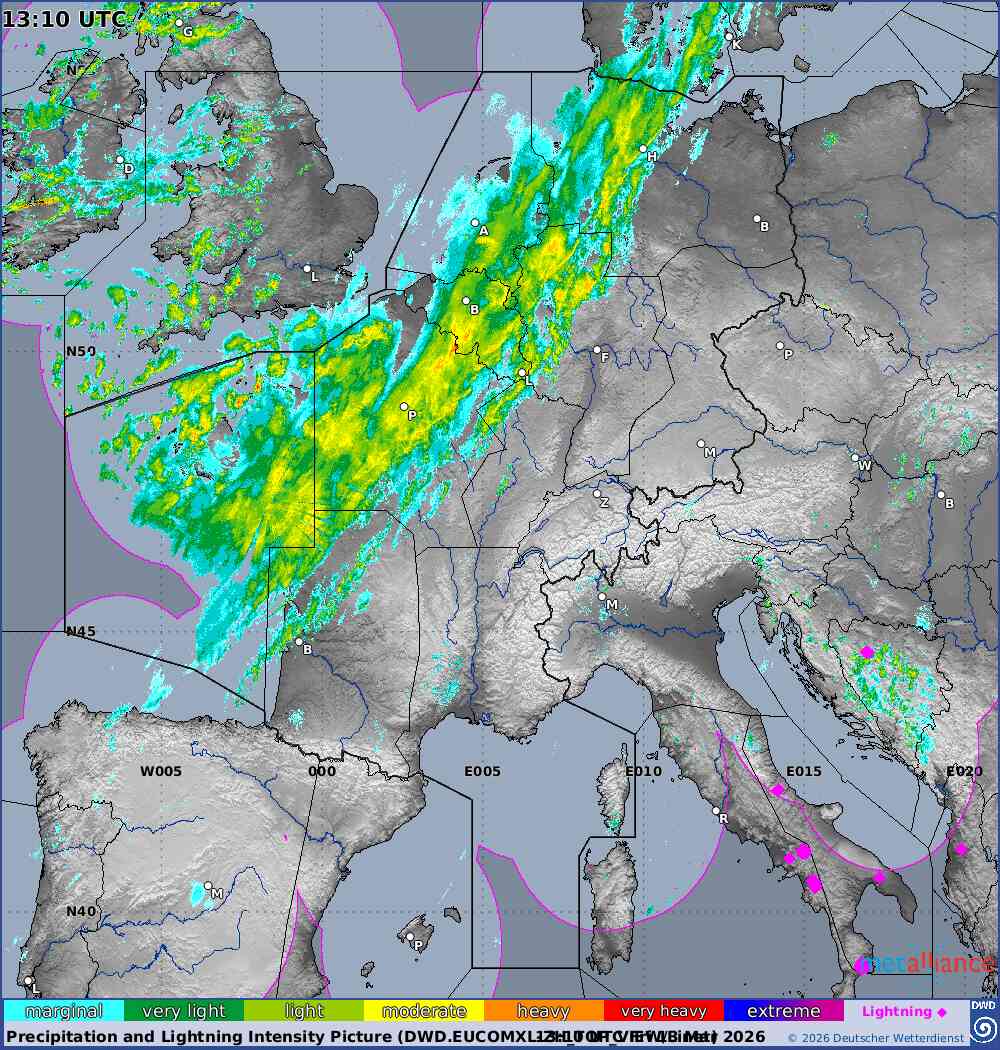 13:10 UTC
G
K
N
D
H
A
B
L
B
N50
P
F
L
P
M
W
Z
B
M
N45
B
W005
000
E005
E010
E015
E020
R
M
N40
P
L
metalliance
marginal
very light
light
moderate
heavy
very heavy
extreme
Lightning
DWD
Precipitation and Lightning Intensity Picture (DWD.EUCOMXL
2026
© 2026 Deutscher Wetterdienst